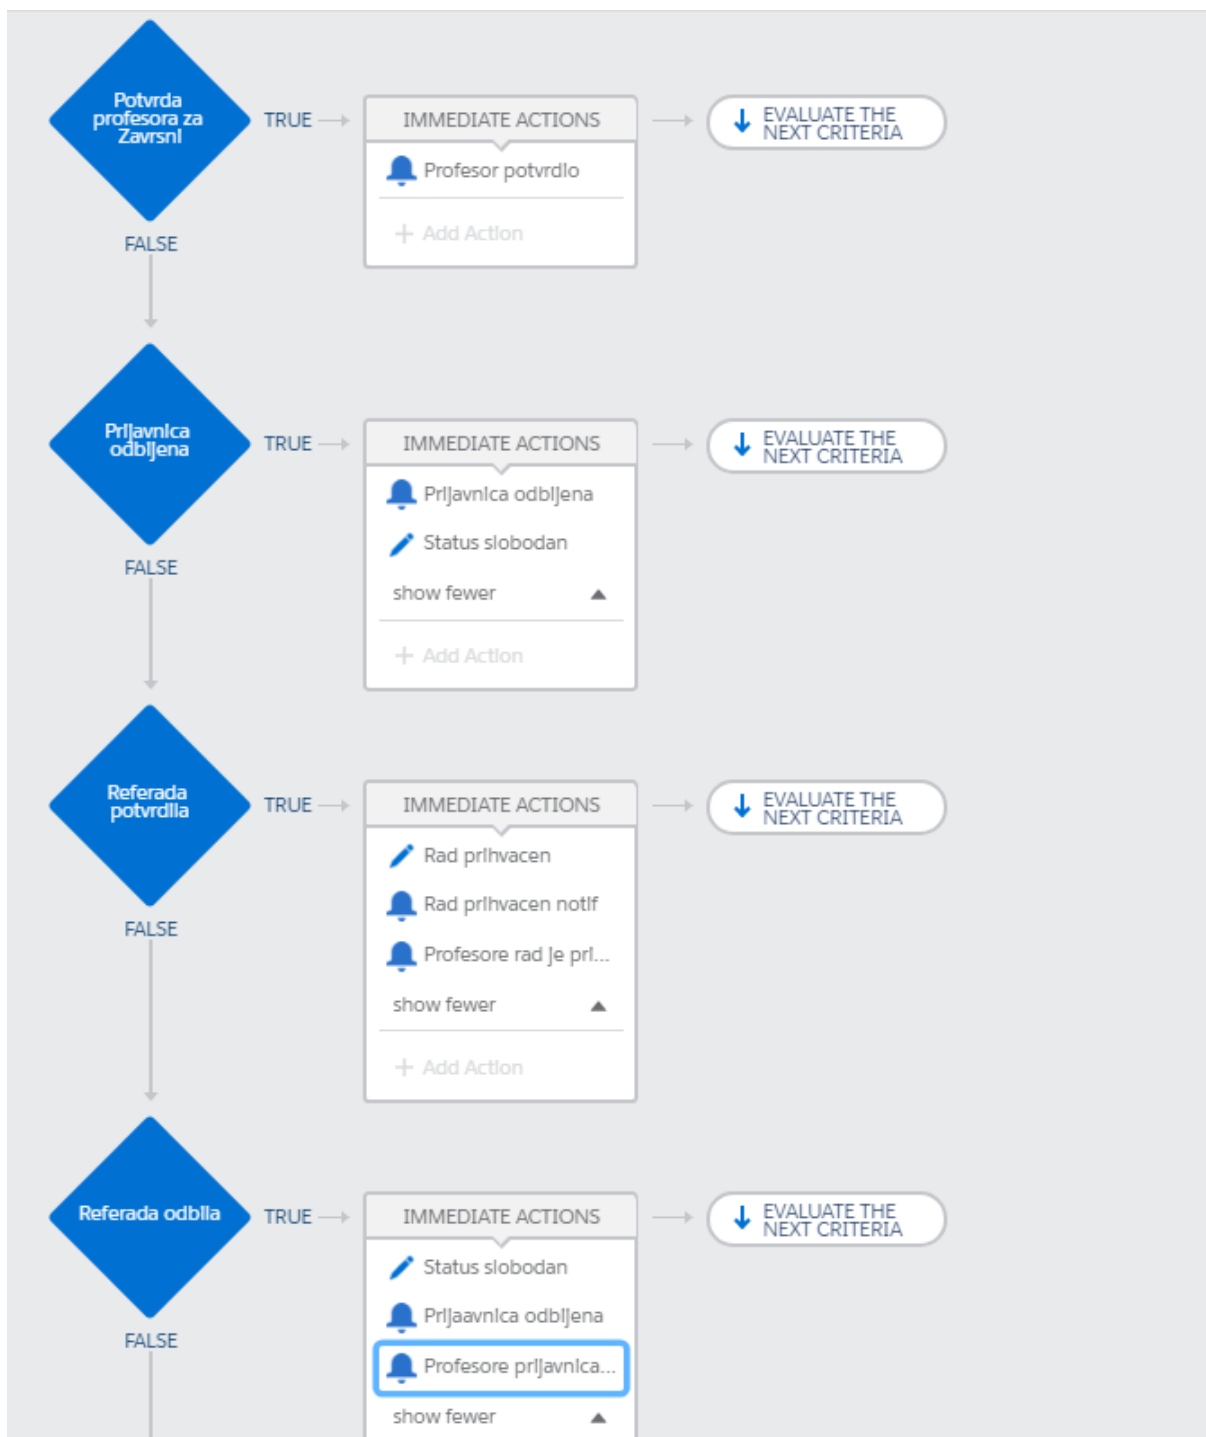 Potvrda
profesora za
Zavrsni
TRUE
IMMEDIATE ACTIONS
EVALUATE THE
NEXT CRITERIA
Profesor potvrdio
+ Add Action
FALSE
Prijavnica
odbijena
TRUE
IMMEDIATE ACTIONS
EVALUATE THE
NEXT CRITERIA
Prijavnica odbijena
Status slobodan
show fewer
+ Add Action
FALSE
Referada
potvrdila
TRUE
IMMEDIATE ACTIONS
EVALUATE THE
NEXT CRITERIA
Rad prihvacen
Rad prihvacen notif
Profesore rad je pri...
show fewer
+ Add Action
FALSE
Referada odbila
TRUE
IMMEDIATE ACTIONS
EVALUATE THE
NEXT CRITERIA
Status slobodan
Prijaavnica odbijena
Profesore prijavnica...
show fewer
FALSE